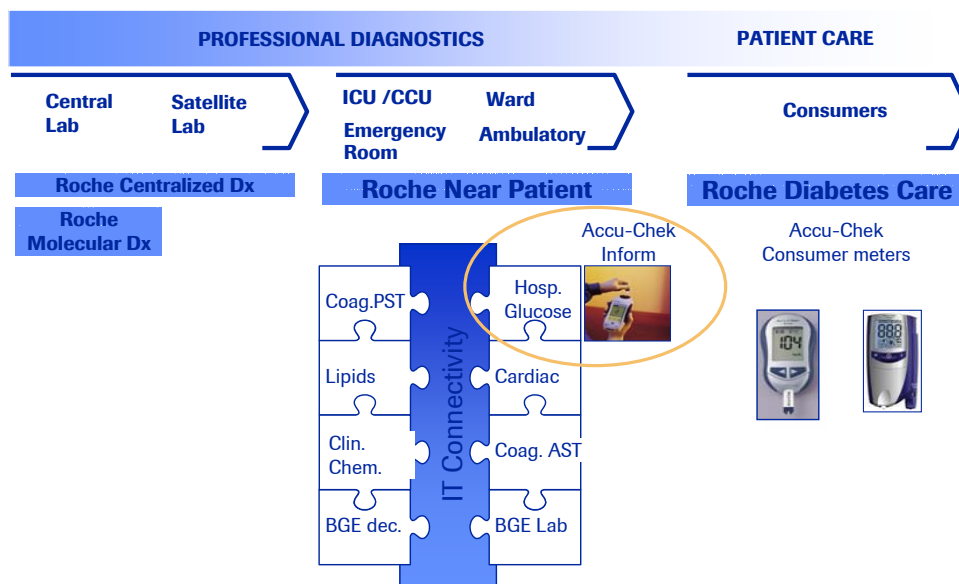 PROFESSIONAL DIAGNOSTICS
PATIENT CARE
Central
Lab
Satellite
Lab
ICU /CCU
Ward
Emergency
Room
Ambulatory
Consumers
Roche Centralized Dx
Roche
Molecular Dx
Roche Near Patient
Roche Diabetes Care
Accu-Chek
Inform
Accu-Chek
Consumer meters
Coag.PST
Hosp.
Glucose
Lipids
Cardiac
Clin.
Chem.
Coag. AST
BGE dec.
BGE Lab
IT Connectivity
104
888